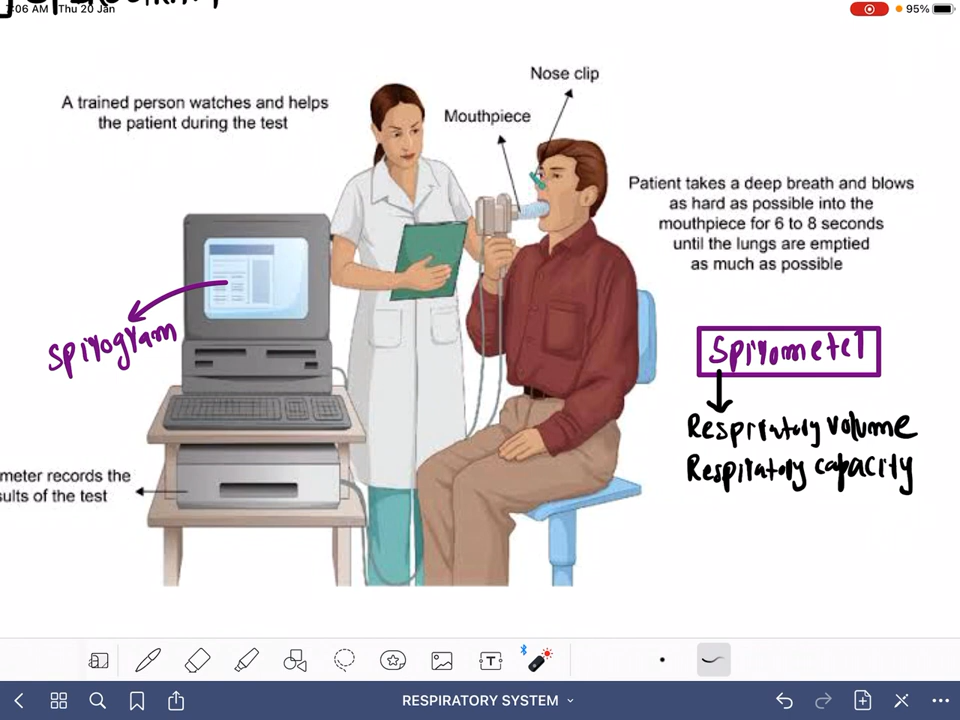 :06 AM Thu 20 Jan
95%
Nose clip
A trained person watches and helps
the patient during the test
Mouthpiece
Patient takes a deep breath and blows
as hard as possible into the
mouthpiece for 6 to 8 seconds
until the lungs are emptied
as much as possible
Spirogram
Spirometer
Respiratory volume
Respiratory capacity
meter records the
sults of the test
T
RESPIRATORY SYSTEM